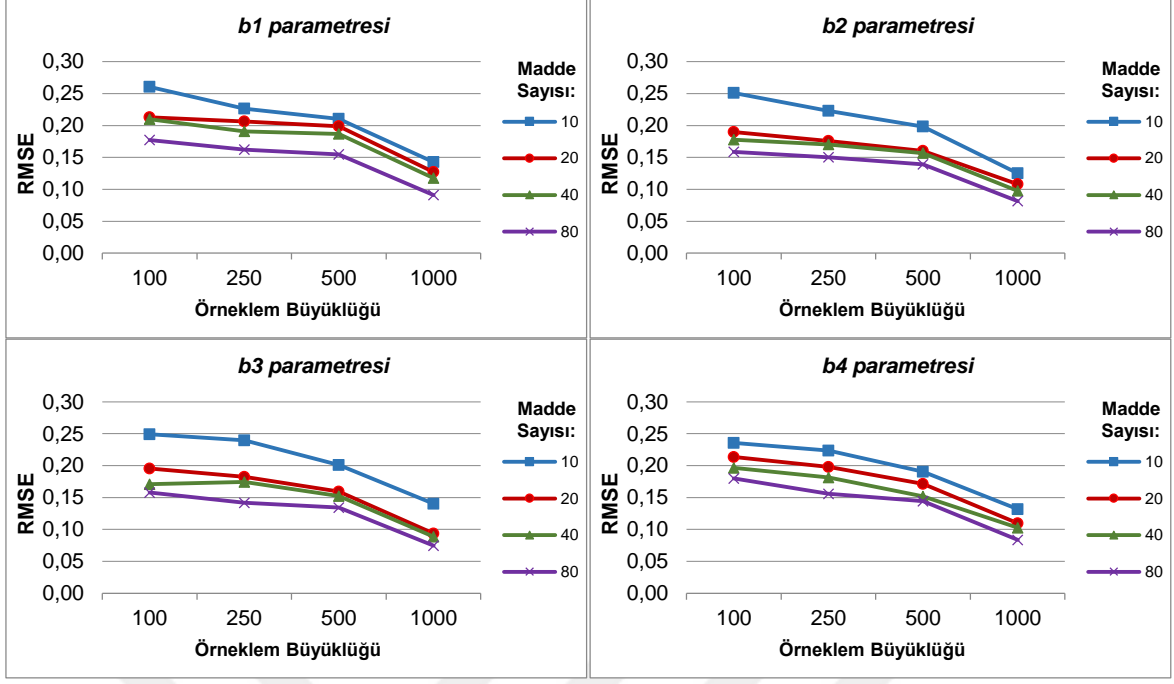 b1 parametresi
0,30
0,25
0,20
0,15
0,10
0,05
0,00
RMSE
100 250 500 1000
Örneklem Büyüklüğü
Madde
Sayısı:
10
20
40
80
b2 parametresi
0,30
0,25
0,20
0,15
0,10
0,05
0,00
RMSE
100 250 500 1000
Örneklem Büyüklüğü
Madde
Sayısı:
10
20
40
80
b3 parametresi
0,30
0,25
0,20
0,15
0,10
0,05
0,00
RMSE
100 250 500 1000
Örneklem Büyüklüğü
Madde
Sayısı:
10
20
40
80
b4 parametresi
0,30
0,25
0,20
0,15
0,10
0,05
0,00
RMSE
100 250 500 1000
Örneklem Büyüklüğü
Madde
Sayısı:
10
20
40
80